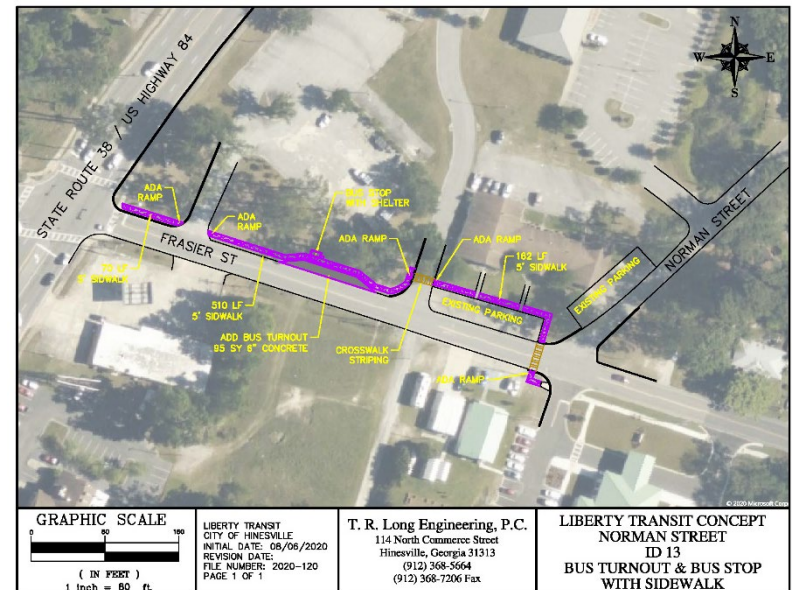 N
W E
S
STATE ROUTE 38 / US HIGHWAY 84
ADA
RAMP
ADA
RAMP
BUS STOP
WITH SHELTER
ADA RAMP
ADA RAMP
FRASIER ST
LF
5' SIDWALK
510 LF
5' SIDWALK
162 LF
5' SIDWALK
EXISTING PARKING
EXISTING PARKING
NORMAN STREET
ADD BUS TURNOUT
95 SY 6" CONCRETE
CROSSWALK
STRIPING
ADA RAMP
© 2020 Microsoft Corp
GRAPHIC SCALE
0 80 160
( IN FEET )
1 inch = 80 ft.
LIBERTY TRANSIT
CITY OF HINESVILLE
INITIAL DATE: 08/06/2020
REVISION DATE:
FILE NUMBER: 2020-120
PAGE 1 OF 1
T. R. Long Engineering, P.C.
114 North Commerce Street
Hinesville, Georgia 31313
(912) 368-5664
(912) 368-7206 Fax
LIBERTY TRANSIT CONCEPT
NORMAN STREET
ID 13
BUS TURNOUT & BUS STOP
WITH SIDEWALK